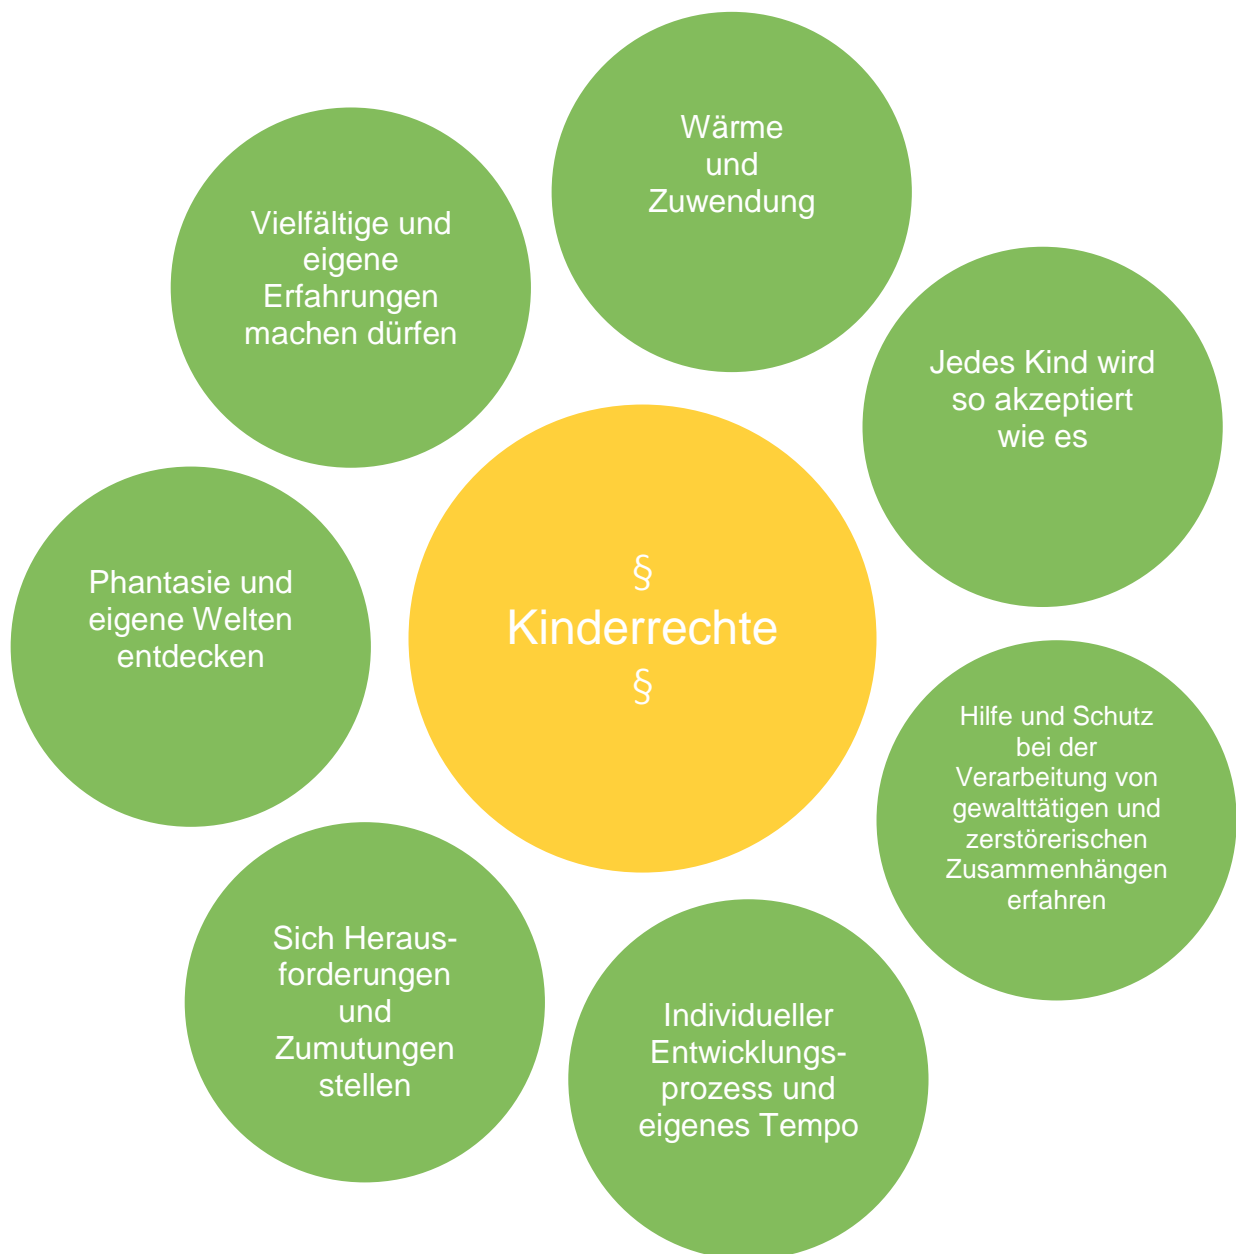 Wärme
und
Zuwendung
Jedes Kind wird
so akzeptiert
wie es
Hilfe und Schutz
bei der
Verarbeitung von
gewalttätigen und
zerstörerischen
Zusammenhängen
erfahren
Individueller
Entwicklungs-
prozess und
eigenes Tempo
Sich Heraus-
forderungen
und
Zumutungen
stellen
Phantasie und
eigene Welten
entdecken
Vielfältige und
eigene
Erfahrungen
machen dürfen
§
Kinderrechte
§